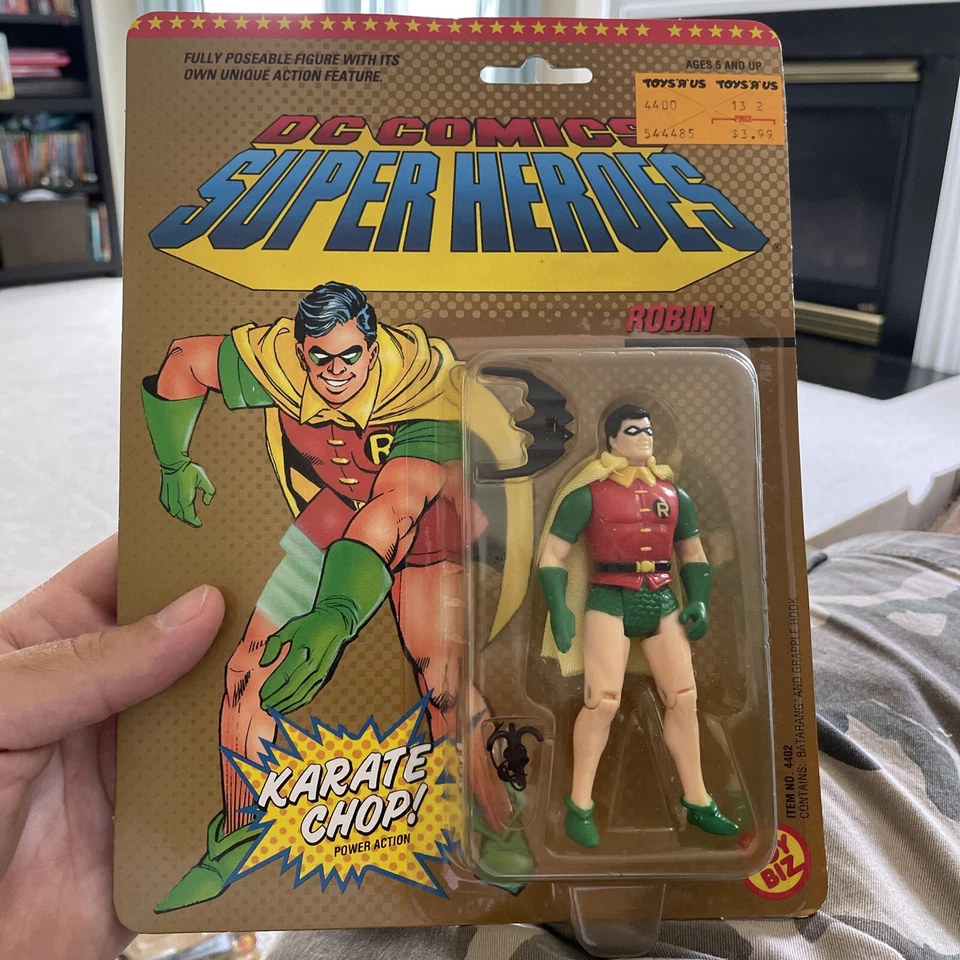 FULLY POSEABLE FIGURE WITH ITS
OWN UNIQUE ACTION FEATURE.
AGES 5 AND UP
TOYS "R" US TOYS "R" US
4400 13 2
PRICE
544485 $3.99
DC COMICS
SUPER HEROES®
ROBIN
R
R
KARATE
CHOP!
POWER ACTION
ITEM NO. 4402
CONTAINS: BATARANG™ AND GRAPPLE HOOK
BIZ